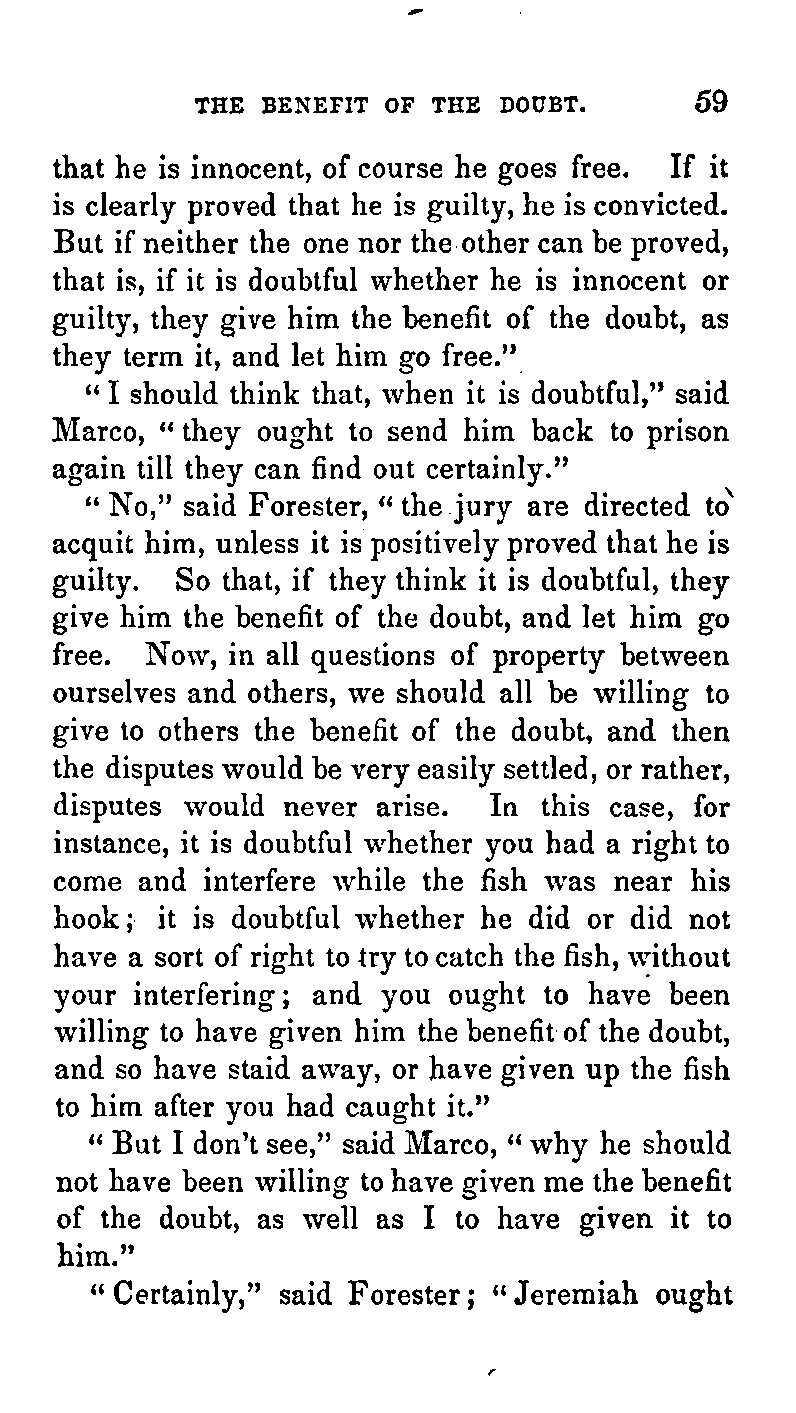 THE BENEFIT OF THE DOUBT. 59
that he is innocent, of course he goes free. If it
is clearly proved that he is guilty, he is convicted.
But if neither the one nor the other can be proved,
that is, if it is doubtful whether he is innocent or
guilty, they give him the benefit of the doubt, as
they term it, and let him go free."
"I should think that, when it is doubtful," said
Marco, "they ought to send him back to prison
again till they can find out certainly."
"No," said Forester, "the jury are directed to
acquit him, unless it is positively proved that he is
guilty. So that, if they think it is doubtful, they
give him the benefit of the doubt, and let him go
free. Now, in all questions of property between
ourselves and others, we should all be willing to
give to others the benefit of the doubt, and then
the disputes would be very easily settled, or rather,
disputes would never arise. In this case, for
instance, it is doubtful whether you had a right to
come and interfere while the fish was near his
hook; it is doubtful whether he did or did not
have a sort of right to try to catch the fish, without
your interfering; and you ought to have been
willing to have given him the benefit of the doubt,
and so have staid away, or have given up the fish
to him after you had caught it."
"But I don't see," said Marco, "why he should
not have been willing to have given me the benefit
of the doubt, as well as I to have given it to
him."
"Certainly," said Forester; "Jeremiah ought